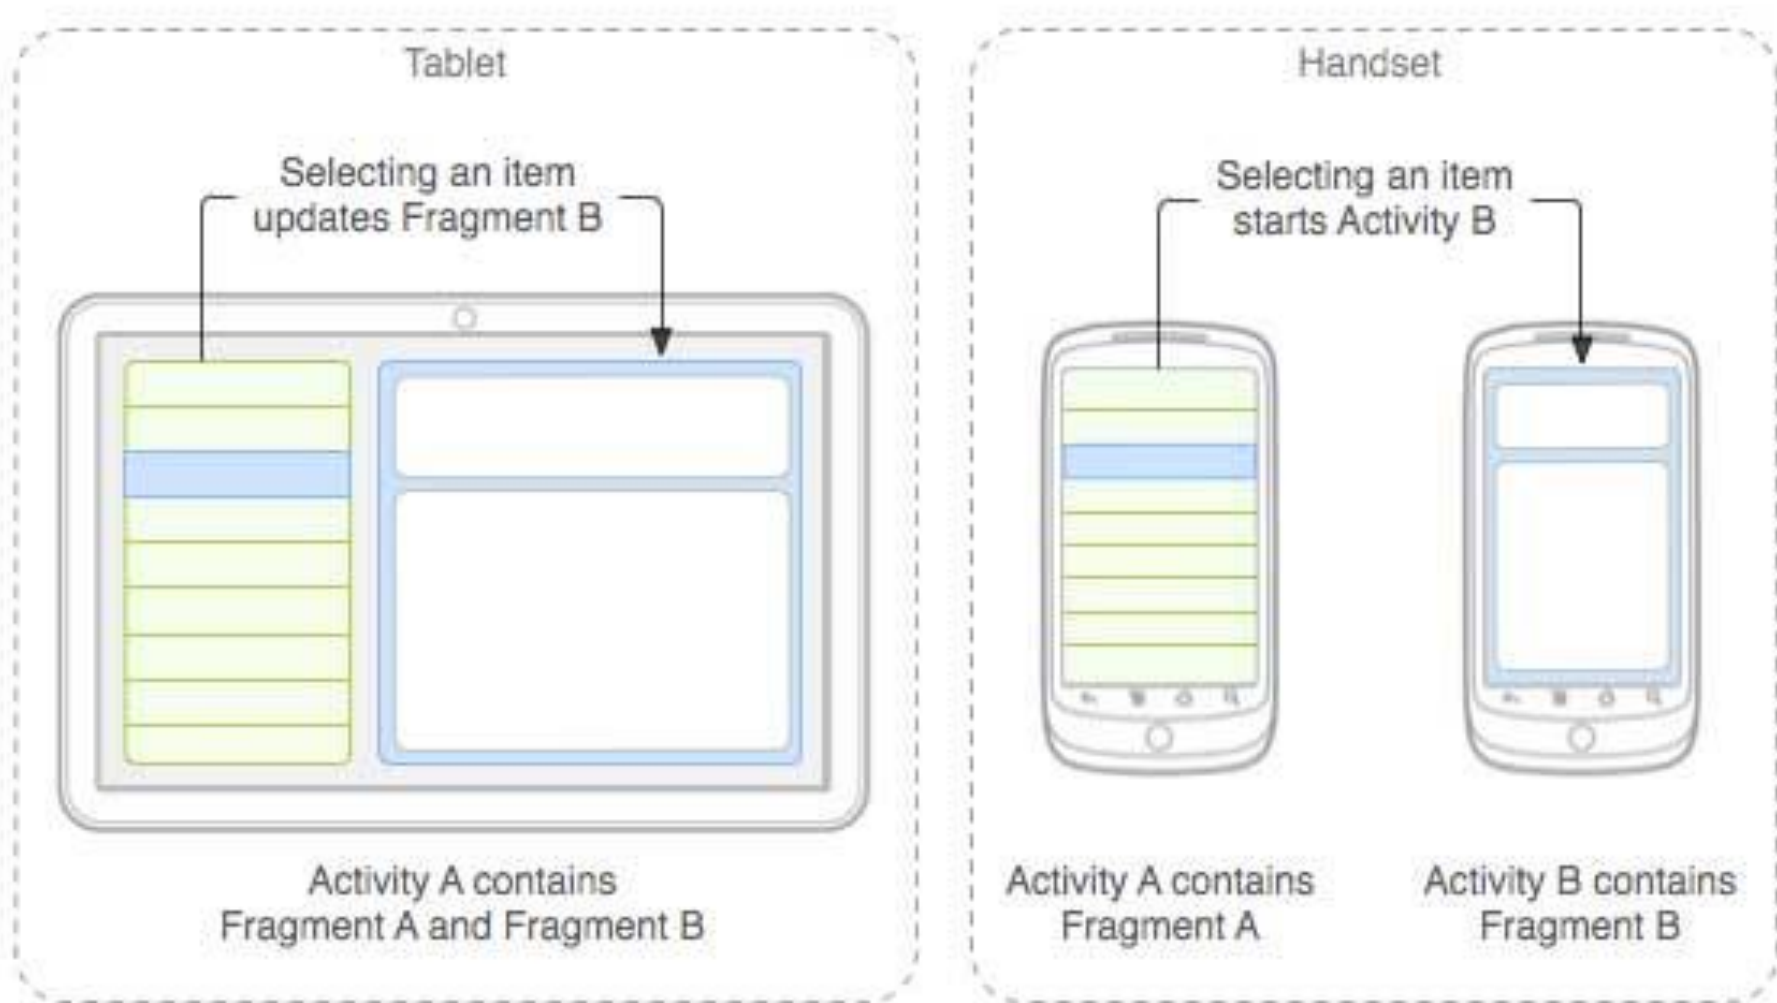 Tablet
Selecting an item
updates Fragment B
Activity A contains
Fragment A and Fragment B
Handset
Selecting an item
starts Activity B
Activity A contains
Fragment A
Activity B contains
Fragment B